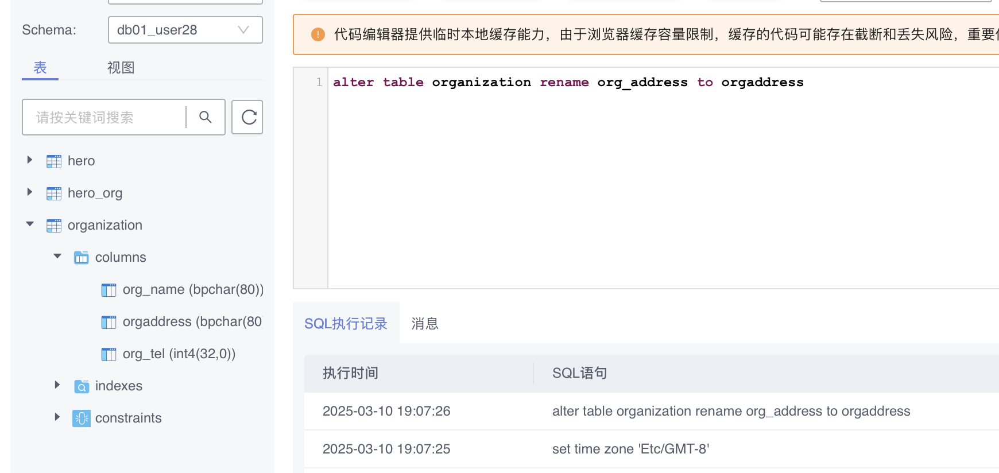 Schema:
db01_user28
表
视图
请按关键词搜索
hero
hero_org
organization
columns
org_name (bpchar(80))
orgaddress (bpchar(80
org_tel (int4(32,0))
indexes
constraints
代码编辑器提供临时本地缓存能力，由于浏览器缓存容量限制，缓存的代码可能存在截断和丢失风险，重要
1
alter table organization rename org_address to orgaddress
SQL执行记录
消息
执行时间
SQL语句
2025-03-10 19:07:26
alter table organization rename org_address to orgaddress
2025-03-10 19:07:25
set time zone 'Etc/GMT-8'